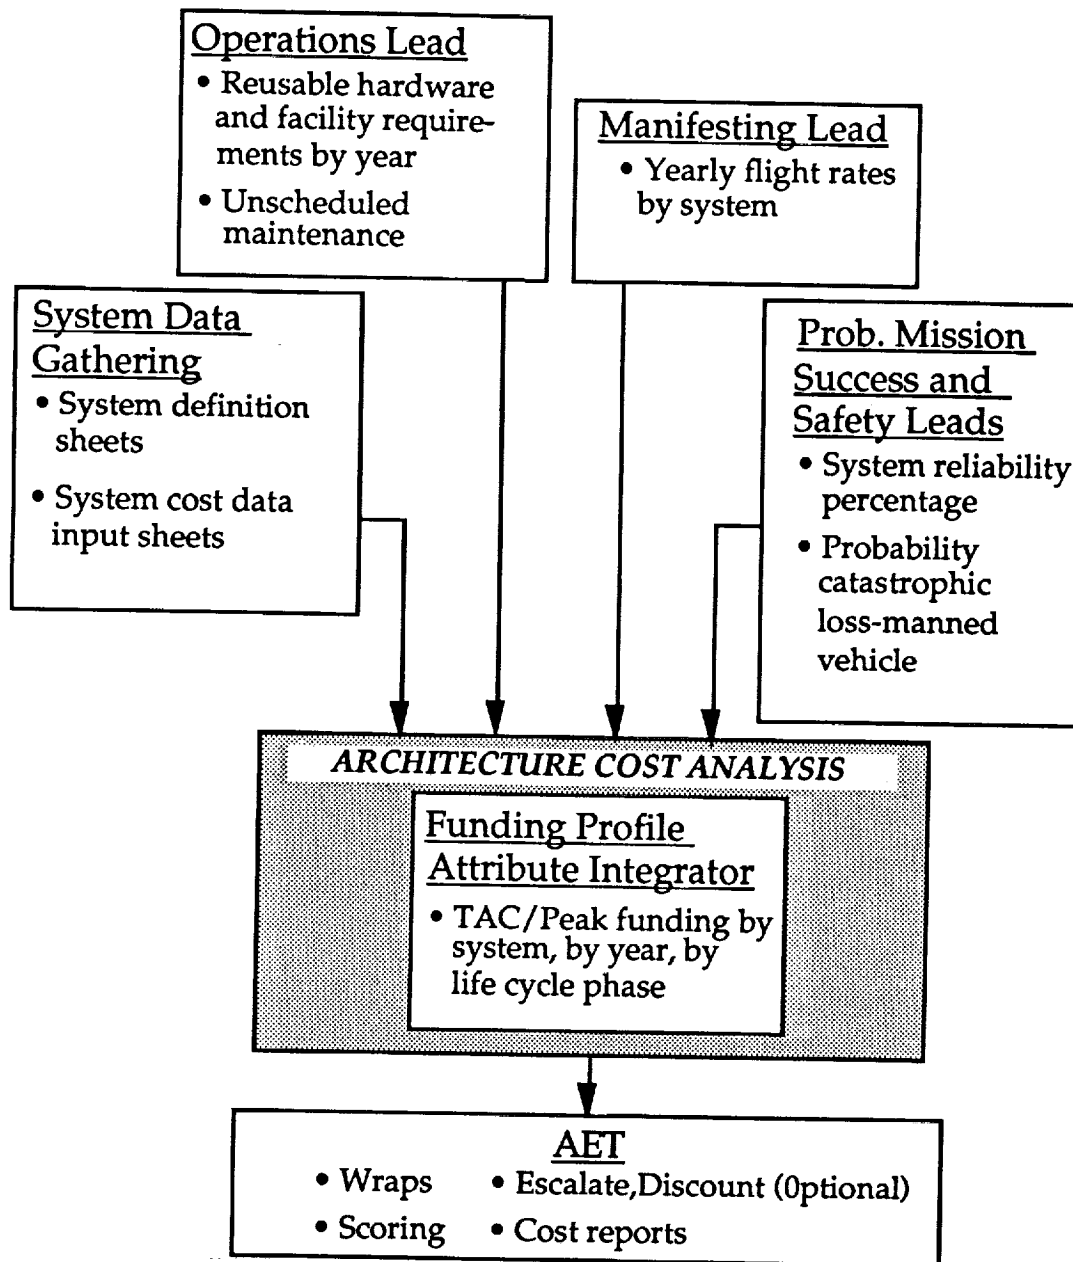 Operations Lead
• Reusable hardware
and facility require-
ments by year
• Unscheduled
maintenance
Manifesting Lead
• Yearly flight rates
by system
System Data
Gathering
• System definition
sheets
• System cost data
input sheets
Prob. Mission
Success and
Safety Leads
• System reliability
percentage
• Probability
catastrophic
loss-manned
vehicle
ARCHITECTURE COST ANALYSIS
Funding Profile
Attribute Integrator
• TAC/Peak funding by
system, by year, by
life cycle phase
AET
• Wraps • Escalate,Discount (0ptional)
• Scoring • Cost reports